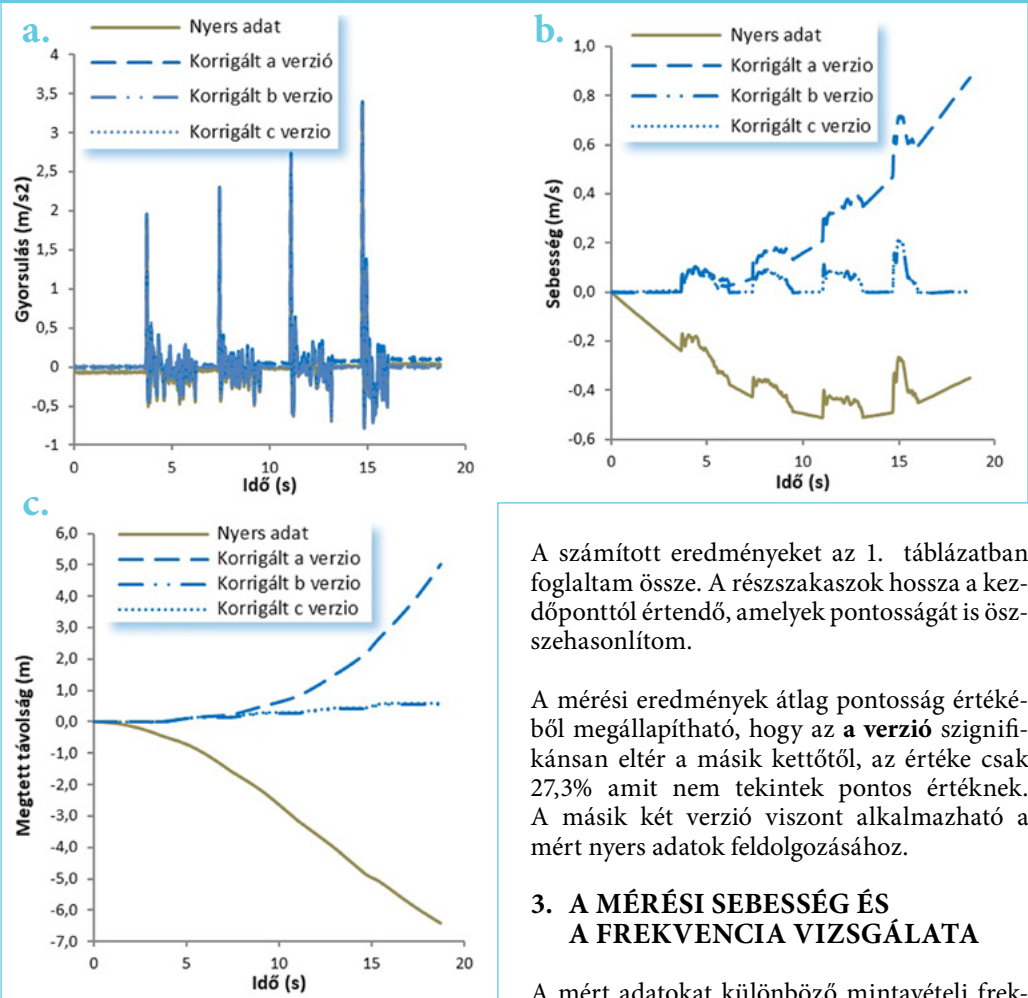 a.
Nyers adat
Korrigált a verzió
Korrigált b verzio
Korrigált c verzio
4
3,5
3
2,5
2
1,5
1
0,5
0
-0,5
-1
Gyorsulás (m/s2)
0 5 10 15 20
Idő (s)
b.
Nyers adat
Korrigált a verzio
Korrigált b verzio
Korrigált c verzio
1,0
0,8
0,6
0,4
0,2
0,0
-0,2
-0,4
-0,6
Sebesség (m/s)
0 5 10 15 20
Idő (s)
c.
Nyers adat
Korrigált a verzio
Korrigált b verzio
Korrigált c verzio
6,0
5,0
4,0
3,0
2,0
1,0
0,0
-1,0
-2,0
-3,0
-4,0
-5,0
-6,0
-7,0
Megtett távolság (m)
0 5 10 15 20
Idő (s)
A számított eredményeket az 1. táblázatban
foglaltam össze. A részszakaszok hossza a kez-
dőponttól értendő, amelyek pontosságát is ösz-
szehasonlítom.
A mérési eredmények átlag pontosság értéké-
ből megállapítható, hogy az a verzió szignifi-
kánsan eltér a másik kettőtől, az értéke csak
27,3% amit nem tekintek pontos értéknek.
A másik két verzió viszont alkalmazható a
mért nyers adatok feldolgozásához.
3. A MÉRÉSI SEBESSÉG ÉS
A FREKVENCIA VIZSGÁLATA
A mért adatokat különböző mintavételi frek-